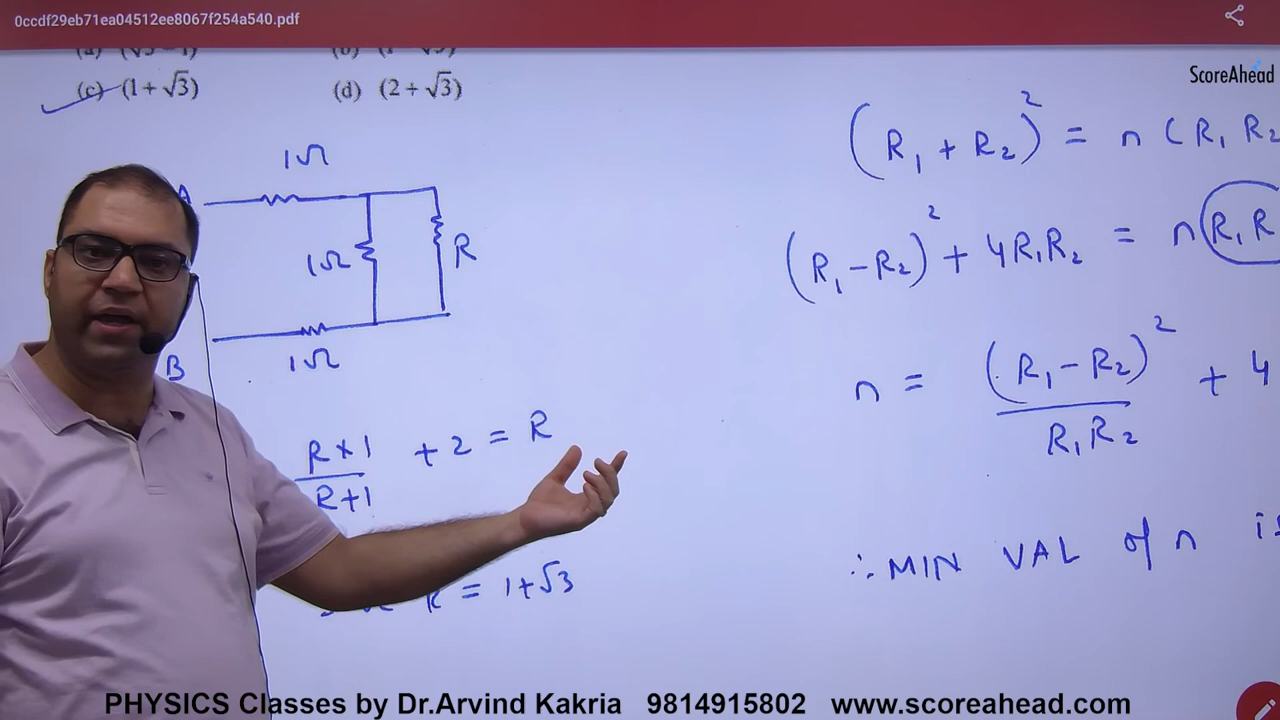 0ccdf29eb71ea04512ee8067f254a540.pdf
ScoreAhead
(c) (1 + √3) (d) (2 + √3)
1Ω
A
1Ω
R
1Ω
B
R×1/R+1 + 2 = R
R = 1+√3
(R₁ + R₂)² = n (R₁ R₂
(R₁ − R₂)² + 4R₁R₂ = n R₁ R
n = (R₁ − R₂)²/R₁R₂ + 4
∴ MIN VAL of n is
PHYSICS Classes by Dr.Arvind Kakria 9814915802 www.scoreahead.com